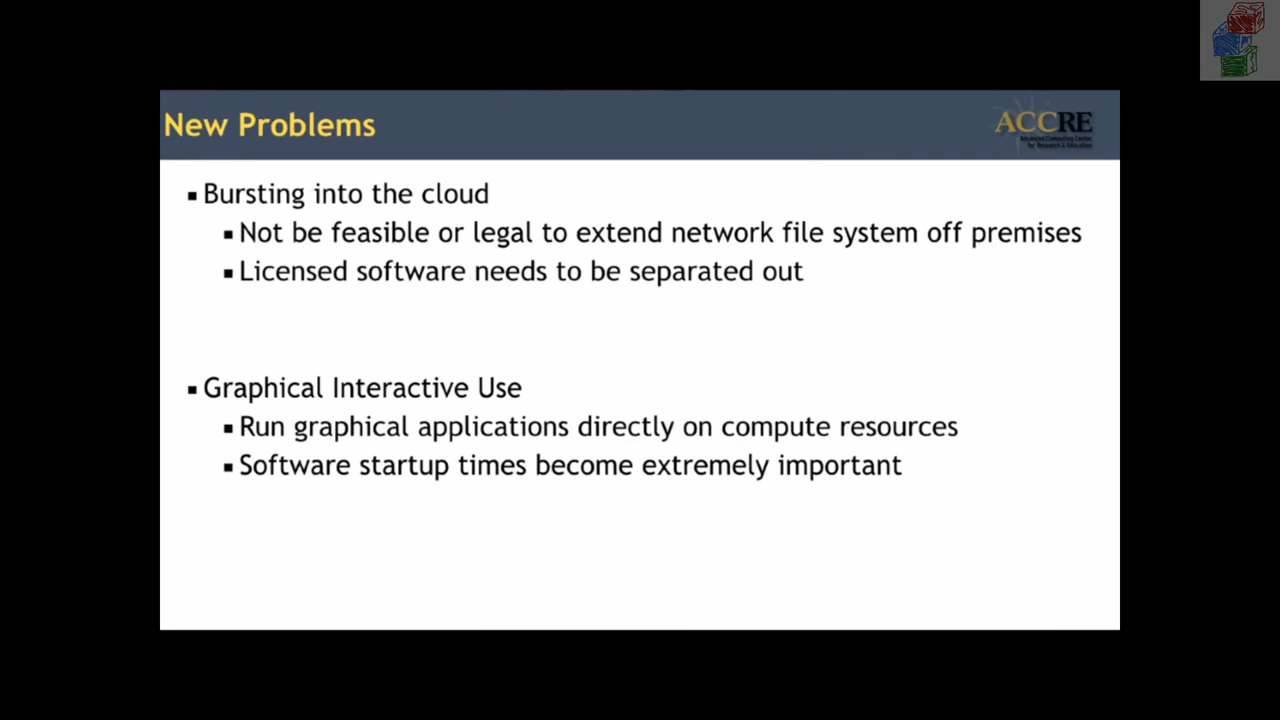 New Problems
ACCRE
Advanced Computing Center
for Research & Education
▪ Bursting into the cloud
▪ Not be feasible or legal to extend network file system off premises
▪ Licensed software needs to be separated out
▪ Graphical Interactive Use
▪ Run graphical applications directly on compute resources
▪ Software startup times become extremely important